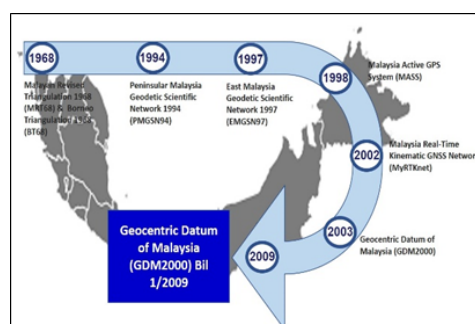 1968
Malayan Revised
Triangulation 1968
(MRT68) & Borneo
Triangulation 1968
(BT68)
1994
Peninsular Malaysia
Geodetic Scientific
Network 1994
(PMGSN94)
1997
East Malaysia
Geodetic Scientific
Network 1997
(EMGSN97)
1998
Malaysia Active GPS
System (MASS)
2002
Malaysia Real-Time
Kinematic GNSS Network
(MyRTKnet)
2003
Geocentric Datum of
Malaysia (GDM2000)
2009
Geocentric Datum
of Malaysia
(GDM2000) Bil
1/2009